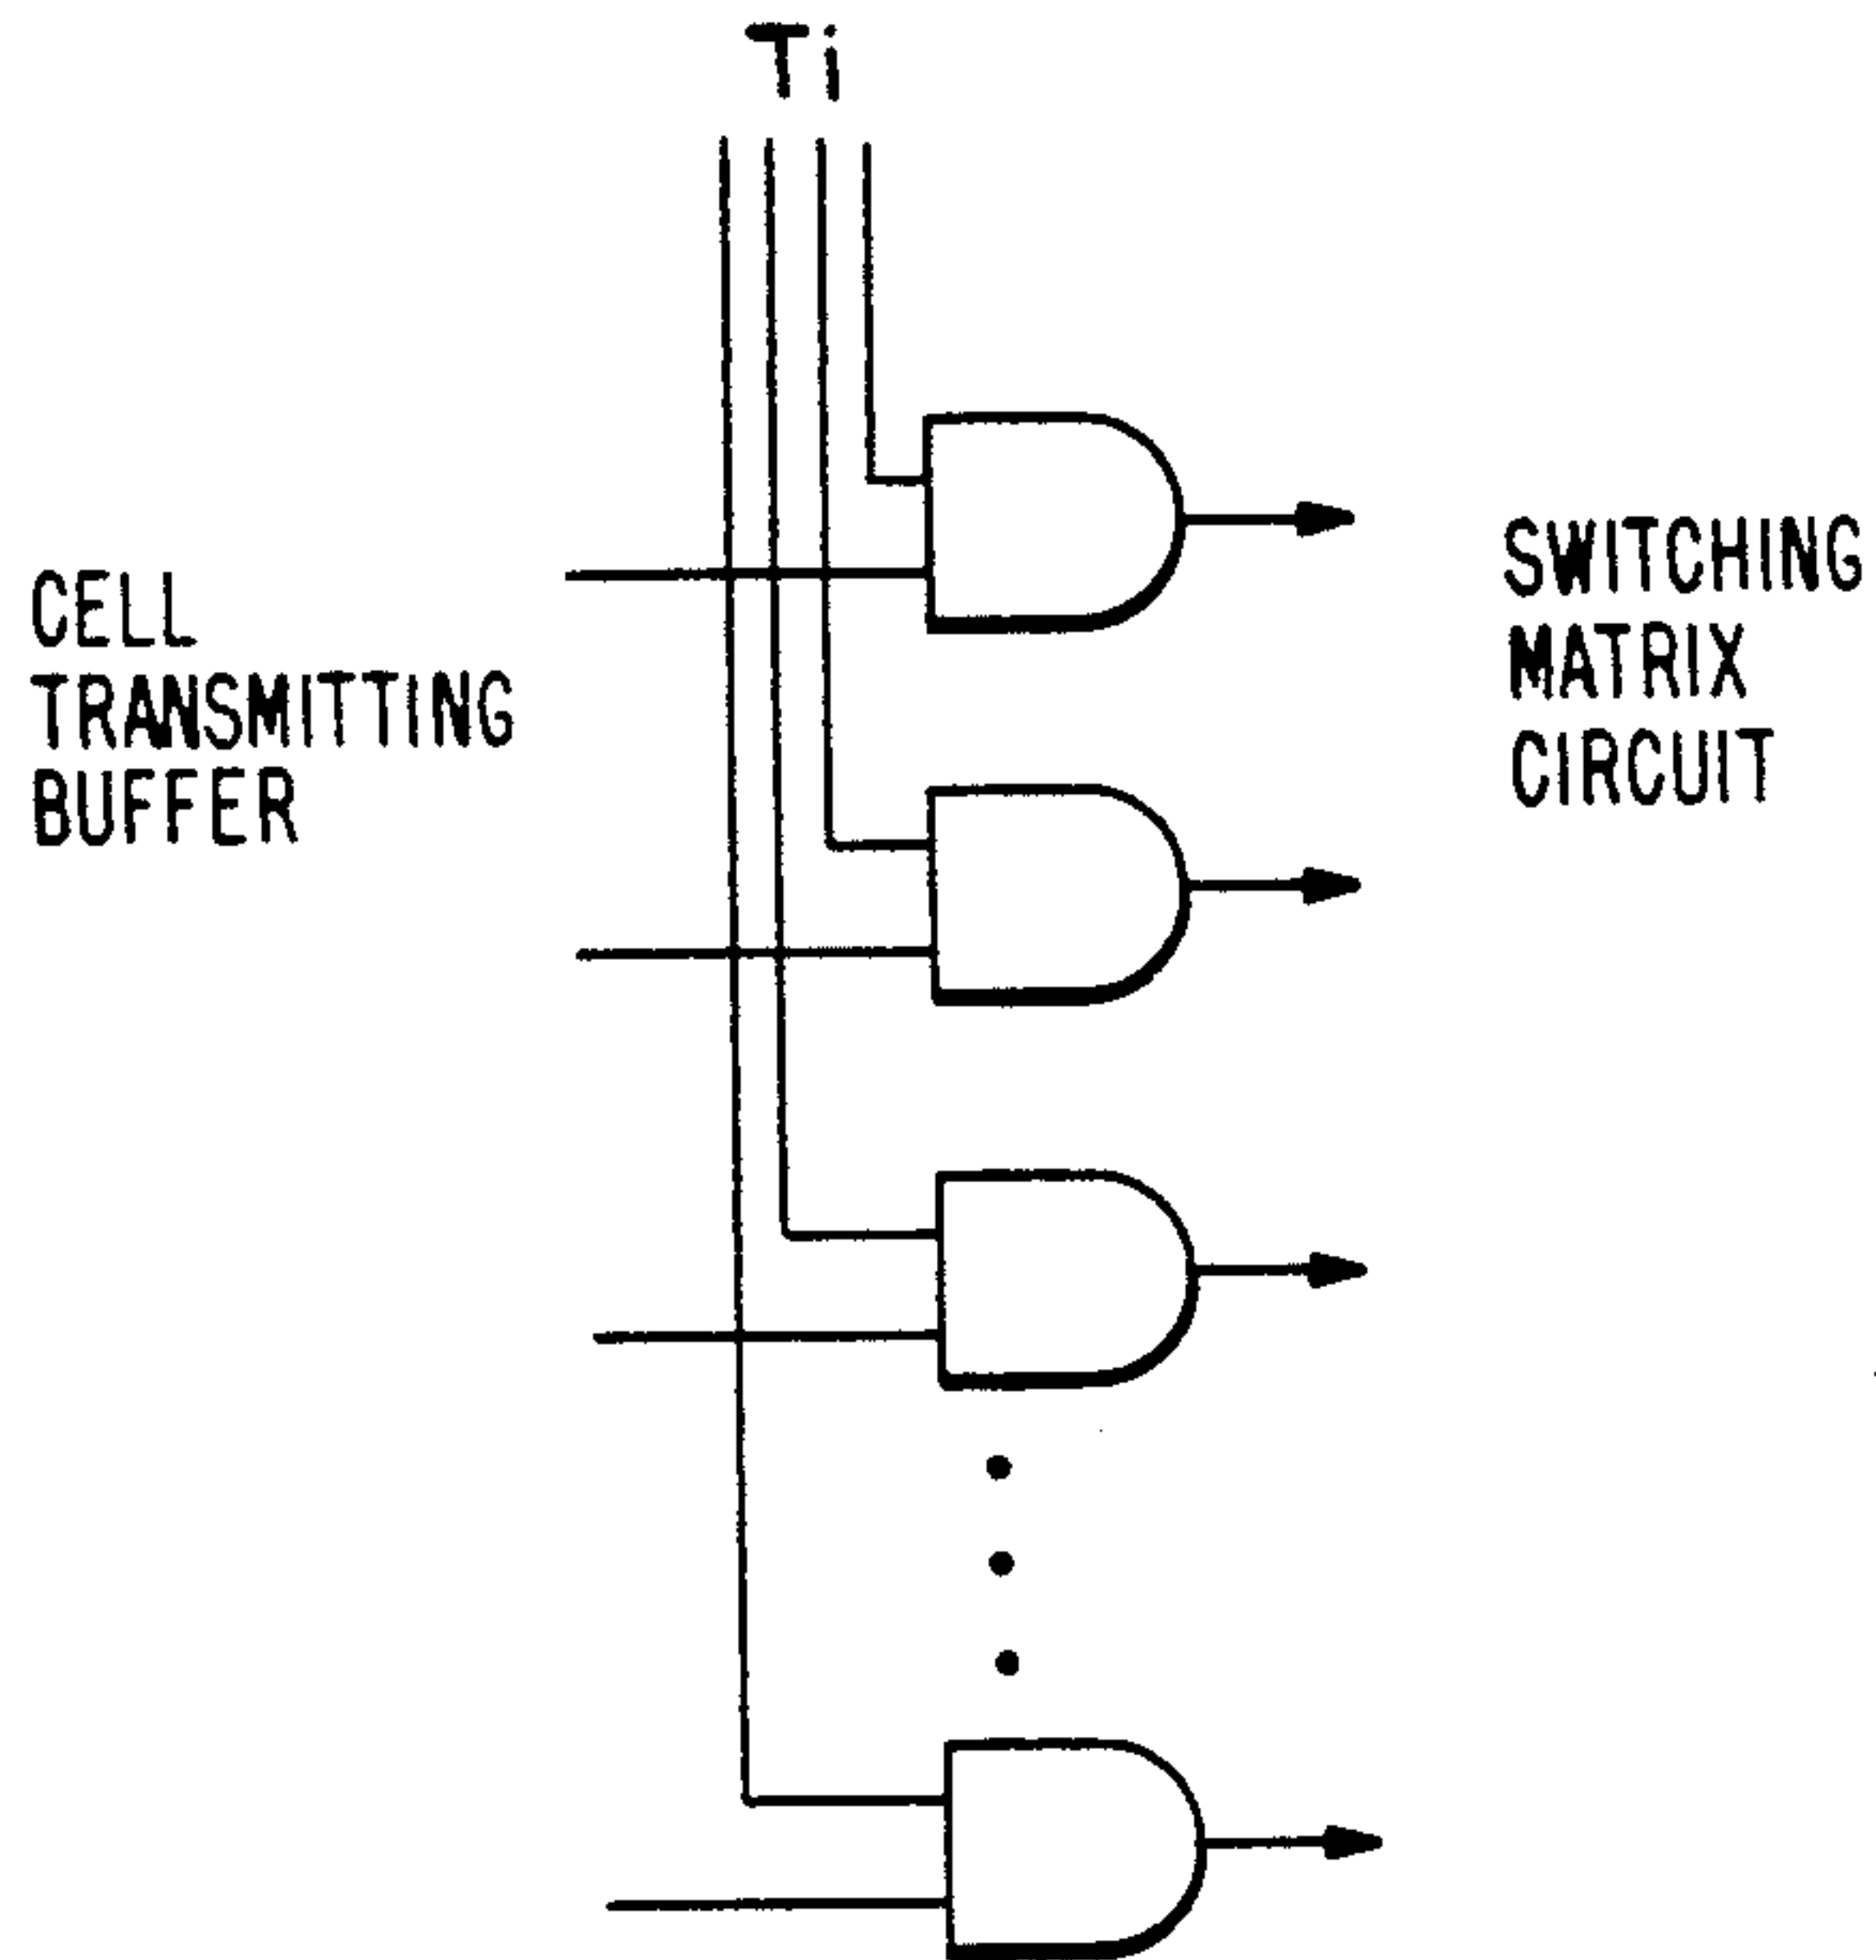 Ti
CELL
TRANSMITTING
BUFFER
SWITCHING
MATRIX
CIRCUIT